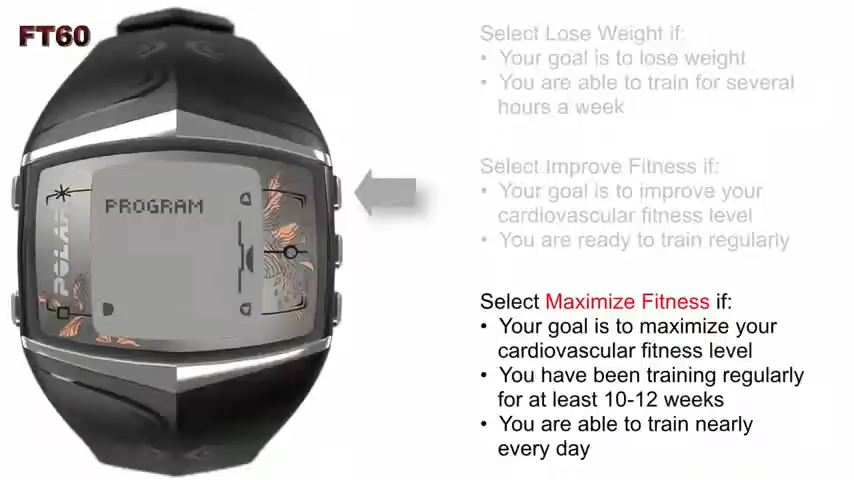 FT60
POLAR
PROGRAM
Select Lose Weight if:
• Your goal is to lose weight
• You are able to train for several
hours a week
Select Improve Fitness if:
• Your goal is to improve your
cardiovascular fitness level
• You are ready to train regularly
Select Maximize Fitness if:
• Your goal is to maximize your
cardiovascular fitness level
• You have been training regularly
for at least 10-12 weeks
• You are able to train nearly
every day